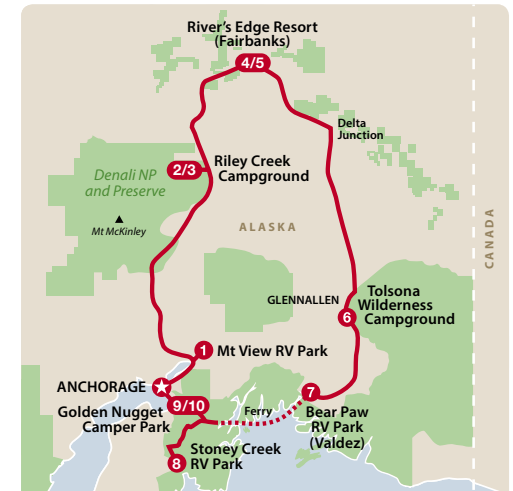 River's Edge Resort
(Fairbanks)
4/5
Delta
Junction
2/3
Riley Creek
Campground
Denali NP
and Preserve
Mt McKinley
ALASKA
CANADA
GLENNALLEN
Tolsona
Wilderness
Campground
6
1
Mt View RV Park
ANCHORAGE
9/10
Golden Nugget
Camper Park
Ferry
7
Bear Paw
RV Park
(Valdez)
8
Stoney Creek
RV Park